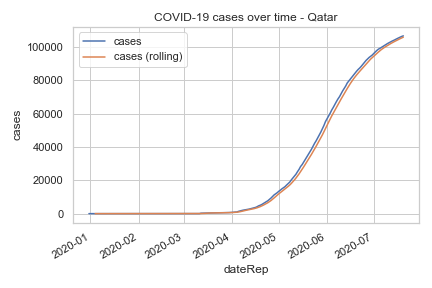 COVID-19 cases over time - Qatar
cases
cases (rolling)
cases
100000
80000
60000
40000
20000
0
2020-01
2020-02
2020-03
2020-04
2020-05
2020-06
2020-07
dateRep